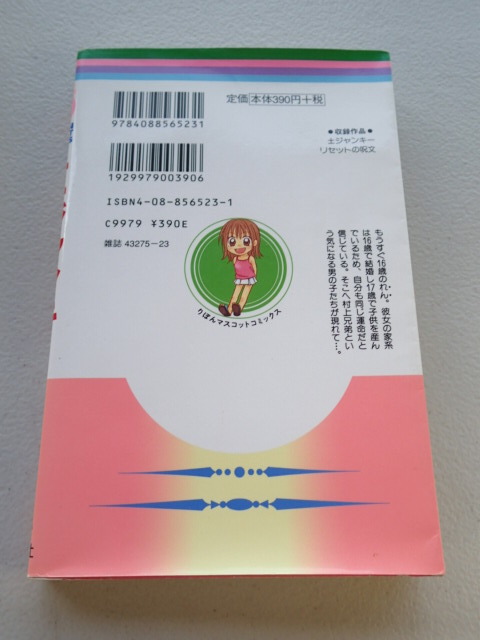 9784088565231
定価 本体390円+税
●収録作品●
土ジャンキー
リセットの呪文
1929979003906
ISBN4-08-856523-1
C9979 ¥390E
雑誌 43275-23
りぼんマスコットコミックス
もうすぐ16歳のれん。彼女の家系
は16歳で結婚し17歳で子供を産ん
でいるため、自分も同じ運命だと
信じている。そこへ村上兄弟とい
う気になる男の子たちが現れて…。